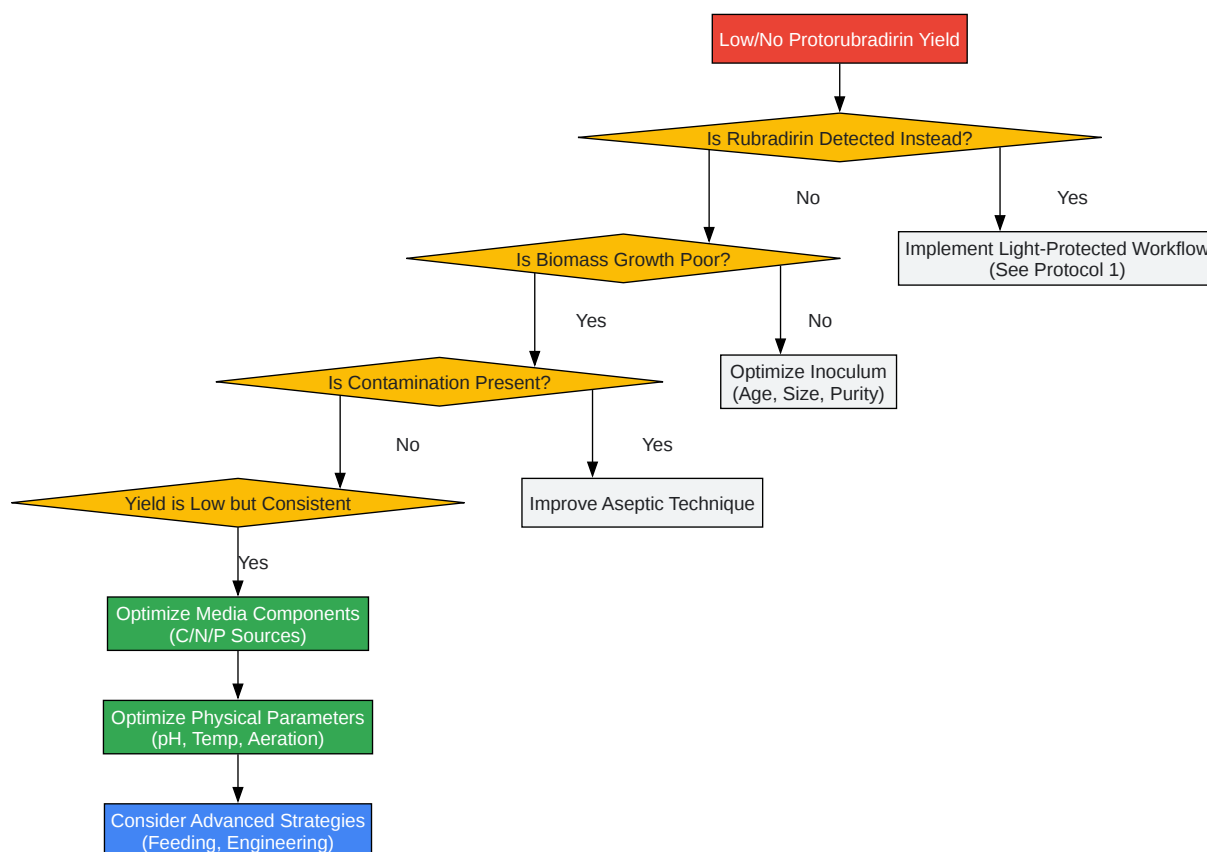 Low/No Protorubradirin Yield
Is Rubradirin Detected Instead?
No
Yes
Implement Light-Protected Workflow
(See Protocol 1)
Is Biomass Growth Poor?
Yes
No
Optimize Inoculum
(Age, Size, Purity)
Is Contamination Present?
No
Yes
Improve Aseptic Technique
Yield is Low but Consistent
Yes
Optimize Media Components
(C/N/P Sources)
Optimize Physical Parameters
(pH, Temp, Aeration)
Consider Advanced Strategies
(Feeding, Engineering)